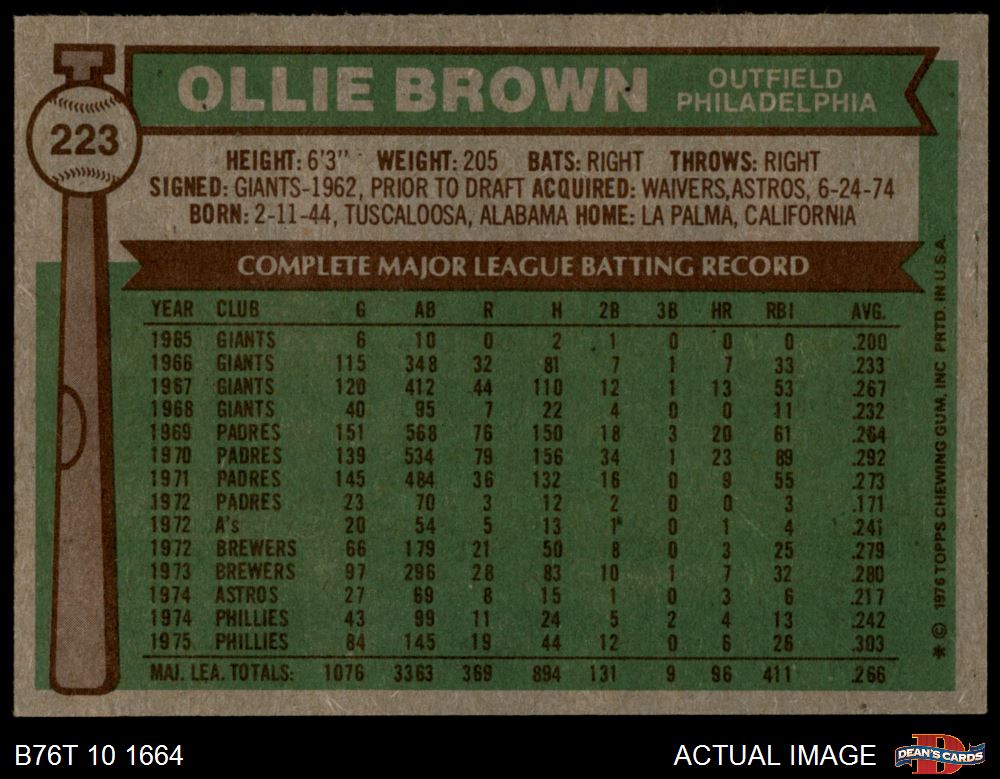 OLLIE BROWN
OUTFIELD
PHILADELPHIA
223
HEIGHT: 6'3" WEIGHT: 205 BATS: RIGHT THROWS: RIGHT
SIGNED: GIANTS-1962, PRIOR TO DRAFT ACQUIRED: WAIVERS,ASTROS, 6-24-74
BORN: 2-11-44, TUSCALOOSA, ALABAMA HOME: LA PALMA, CALIFORNIA
COMPLETE MAJOR LEAGUE BATTING RECORD
YEAR CLUB G AB R H 2B 3B HR RBI AVG.
1965 GIANTS 6 10 0 2 1 0 0 0 .200
1966 GIANTS 115 348 32 81 7 1 7 33 .233
1967 GIANTS 120 412 44 110 12 1 13 53 .267
1968 GIANTS 40 95 7 22 4 0 0 11 .232
1969 PADRES 151 568 76 150 18 3 20 61 .264
1970 PADRES 139 534 79 156 34 1 23 89 .292
1971 PADRES 145 484 36 132 16 0 9 55 .273
1972 PADRES 23 70 3 12 2 0 0 3 .171
1972 A's 20 54 5 13 1* 0 1 4 .241
1972 BREWERS 66 179 21 50 8 0 3 25 .279
1973 BREWERS 97 296 28 83 10 1 7 32 .280
1974 ASTROS 27 69 8 15 1 0 3 6 .217
1974 PHILLIES 43 99 11 24 5 2 4 13 .242
1975 PHILLIES 84 145 19 44 12 0 6 26 .303
MAJ. LEA. TOTALS: 1076 3363 369 894 131 9 96 411 .266
* © 1976 TOPPS CHEWING GUM, INC PRTD. IN U.S.A.
B76T 10 1664
ACTUAL IMAGE
DEAN'S CARDS